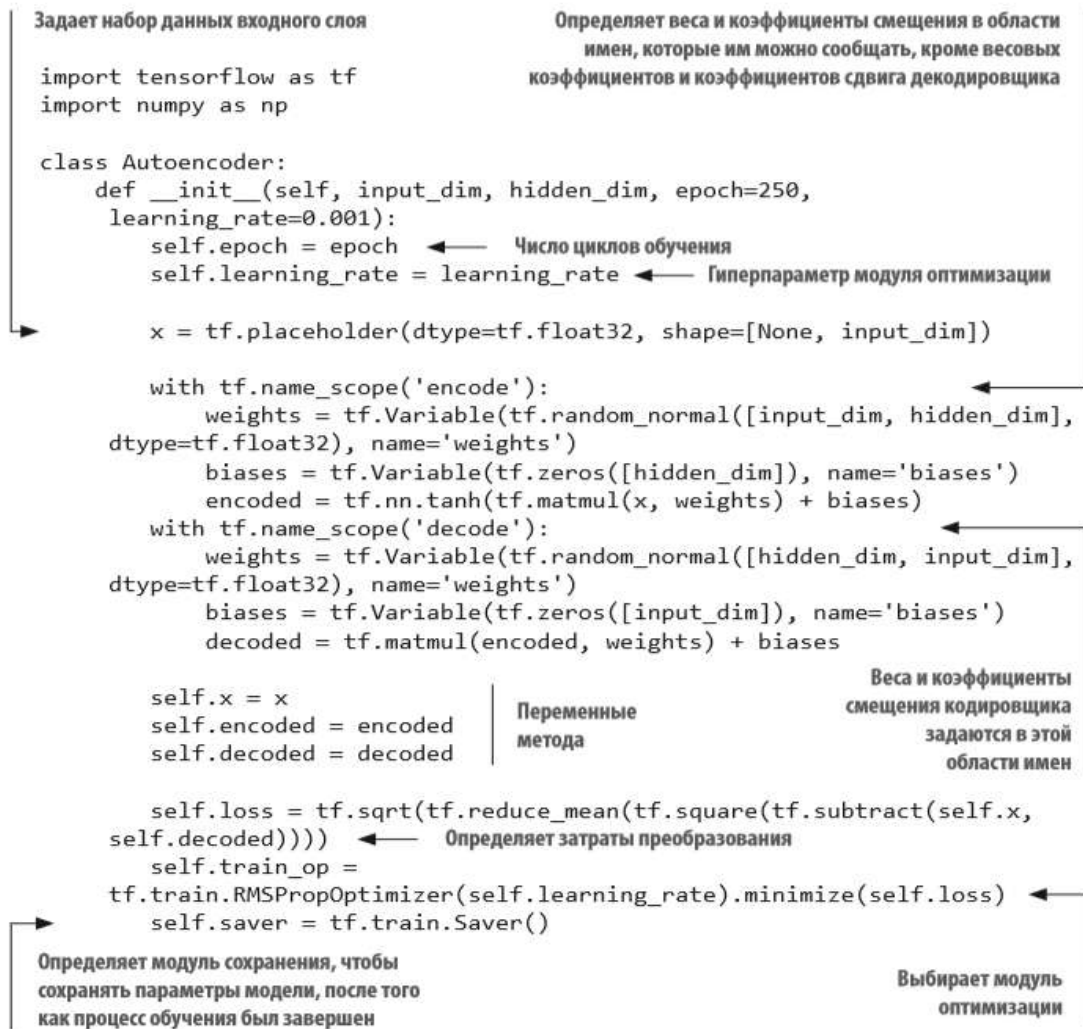 Задает набор данных входного слоя
Определяет веса и коэффициенты смещения в области
имен, которые им можно сообщать, кроме весовых
коэффициентов и коэффициентов сдвига декодировщика
import tensorflow as tf
import numpy as np
class Autoencoder:
def __init__(self, input_dim, hidden_dim, epoch=250,
learning_rate=0.001):
self.epoch = epoch Число циклов обучения
self.learning_rate = learning_rate Гиперпараметр модуля оптимизации
x = tf.placeholder(dtype=tf.float32, shape=[None, input_dim])
with tf.name_scope('encode'):
weights = tf.Variable(tf.random_normal([input_dim, hidden_dim],
dtype=tf.float32), name='weights')
biases = tf.Variable(tf.zeros([hidden_dim]), name='biases')
encoded = tf.nn.tanh(tf.matmul(x, weights) + biases)
with tf.name_scope('decode'):
weights = tf.Variable(tf.random_normal([hidden_dim, input_dim],
dtype=tf.float32), name='weights')
biases = tf.Variable(tf.zeros([input_dim]), name='biases')
decoded = tf.matmul(encoded, weights) + biases
self.x = x
self.encoded = encoded
self.decoded = decoded
Переменные
метода
Веса и коэффициенты
смещения кодировщика
задаются в этой
области имен
self.loss = tf.sqrt(tf.reduce_mean(tf.square(tf.subtract(self.x,
self.decoded)))) Определяет затраты преобразования
self.train_op =
tf.train.RMSPropOptimizer(self.learning_rate).minimize(self.loss)
self.saver = tf.train.Saver()
Определяет модуль сохранения, чтобы
сохранять параметры модели, после того
как процесс обучения был завершен
Выбирает модуль
оптимизации